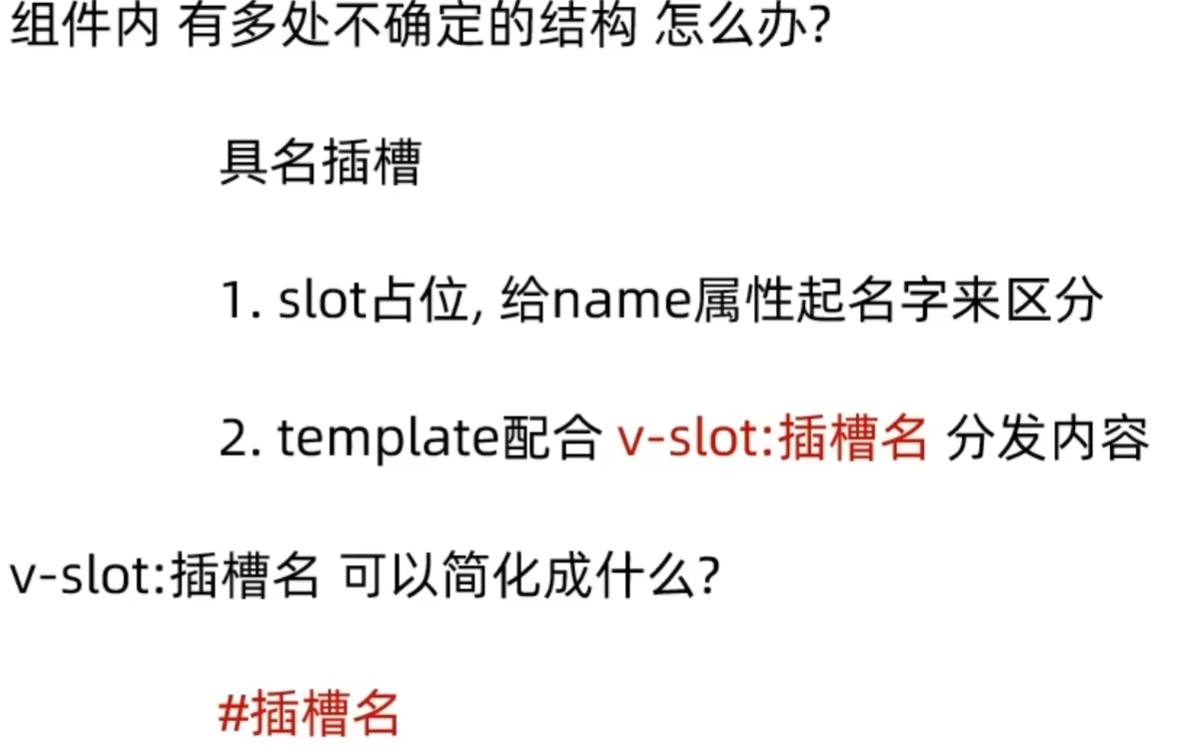 组件内 有多处不确定的结构 怎么办?
具名插槽
1. slot占位, 给name属性起名字来区分
2. template配合 v-slot:插槽名 分发内容
v-slot:插槽名 可以简化成什么?
#插槽名